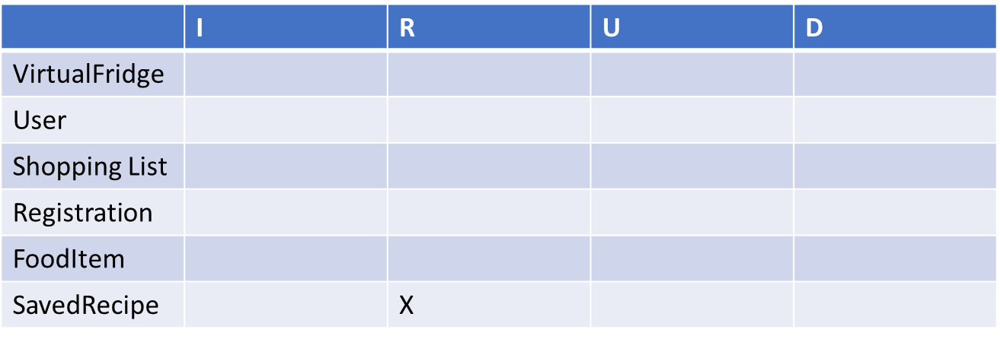 I R U D
VirtualFridge
User
Shopping List
Registration
FoodItem
SavedRecipe X